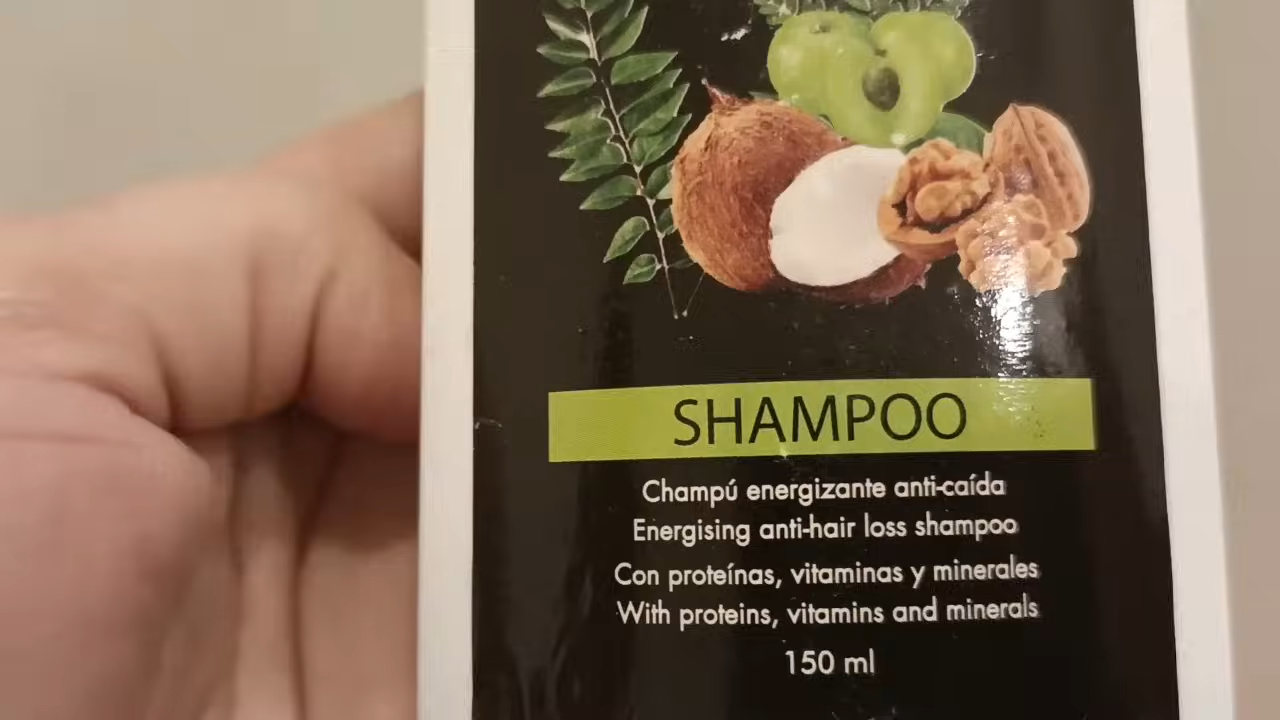 SHAMPOO
Champú energizante anti-caída
Energising anti-hair loss shampoo
Con proteínas, vitaminas y minerales
With proteins, vitamins and minerals
150 ml